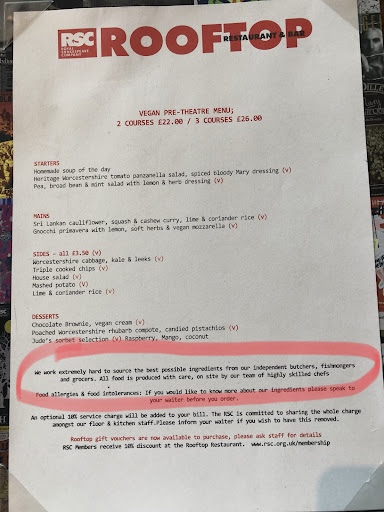 RSC
ROYAL
SHAKESPEARE
COMPANY
ROOFTOP
RESTAURANT & BAR
VEGAN PRE-THEATRE MENU;
2 COURSES £22.00 / 3 COURSES £26.00
STARTERS
Homemade soup of the day
Heritage Worcestershire tomato panzanella salad, spiced bloody Mary dressing (v)
Pea, broad bean & mint salad with lemon & herb dressing (v)
MAINS
Sri Lankan cauliflower, squash & cashew curry, lime & coriander rice (v)
Gnocchi primavera with lemon, soft herbs & vegan mozzarella (v)
SIDES – all £3.50 (v)
Worcestershire cabbage, kale & leeks (v)
Triple cooked chips (v)
House salad (v)
Mashed potato (v)
Lime & coriander rice (v)
DESSERTS
Chocolate Brownie, vegan cream (v)
Poached Worcestershire rhubarb compote, candied pistachios (v)
Jude's sorbet selection (v) Raspberry, Mango, coconut
We work extremely hard to source the best possible ingredients from our independent butchers, fishmongers
and grocers. All food is produced with care, on site by our team of highly skilled chefs
Food allergies & food intolerances: If you would like to know more about our ingredients please speak to
your waiter before you order.
An optional 10% service charge will be added to your bill. The RSC is committed to sharing the whole charge
amongst our floor & kitchen staff.Please inform your waiter if you wish to have this removed.
Rooftop gift vouchers are now available to purchase, please ask staff for details
RSC Members receive 10% discount at the Rooftop Restaurant. www.rsc.org.uk/membership